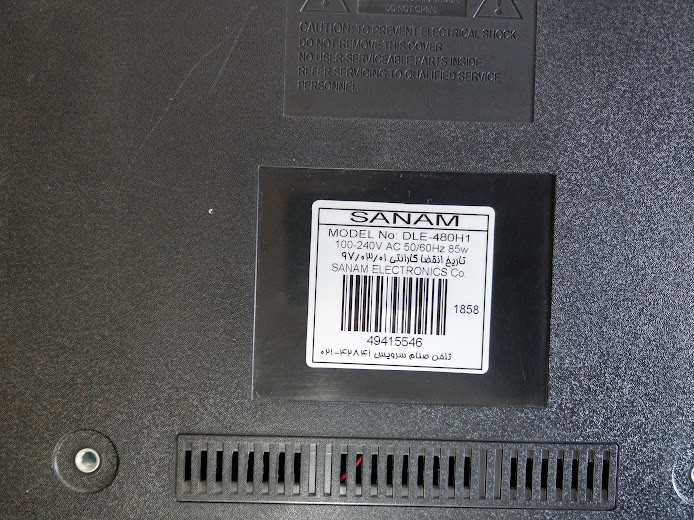 DO NOT OPEN
CAUTION: TO PREVENT ELECTRICAL SHOCK
DO NOT REMOVE THIS COVER
NO USER SERVICEABLE PARTS INSIDE.
REFER SERVICING TO QUALIFIED SERVICE
PERSONNEL
SANAM
MODEL No: DLE-480H1
100-240V AC 50/60Hz 85w
تاریخ انقضا گارانتی ۹۷/۰۳/۰۱
SANAM ELECTRONICS Co.
1858
49415546
تلفن صنام سرویس ۴۲۸۴۱-۰۲۱